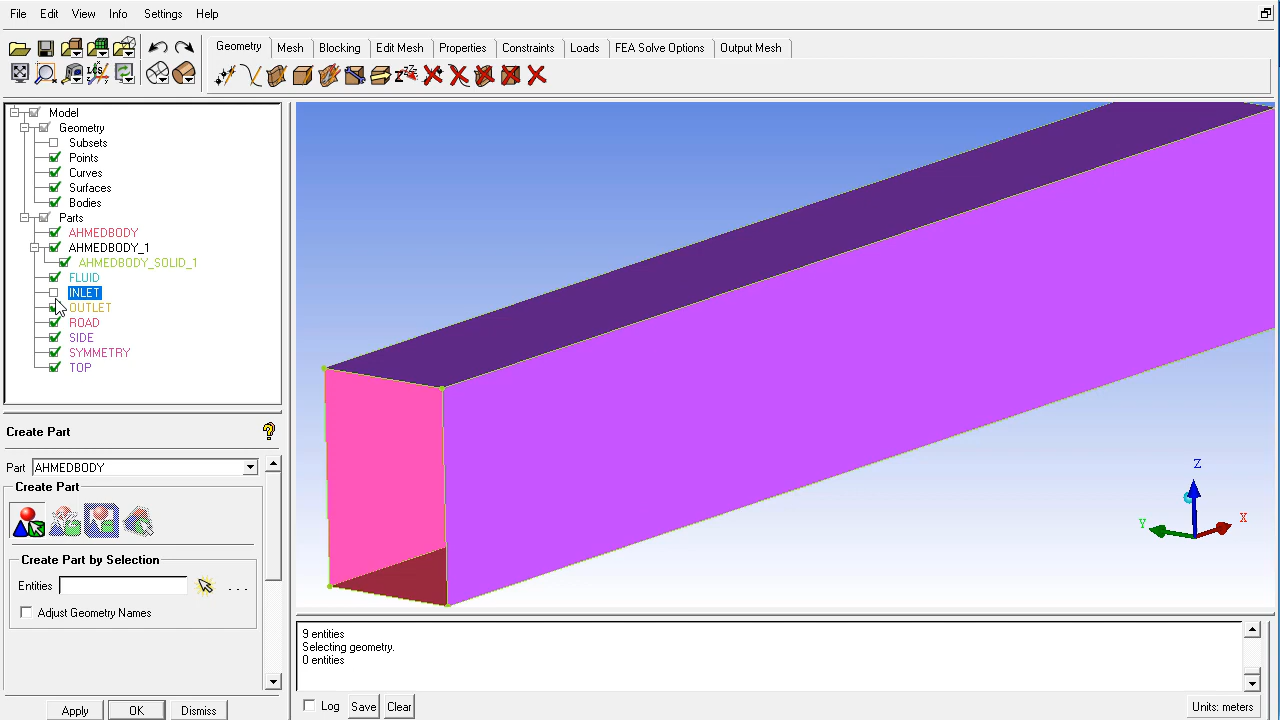 File Edit View Info Settings Help
Geometry Mesh Blocking Edit Mesh Properties Constraints Loads FEA Solve Options Output Mesh
Model
Geometry
Subsets
Points
Curves
Surfaces
Bodies
Parts
AHMEDBODY
AHMEDBODY_1
AHMEDBODY_SOLID_1
FLUID
INLET
OUTLET
ROAD
SIDE
SYMMETRY
TOP
Create Part
Part AHMEDBODY
Create Part
Create Part by Selection
Entities ...
Adjust Geometry Names
Apply OK Dismiss
Z
Y
X
9 entities
Selecting geometry.
0 entities
Log Save Clear Units: meters